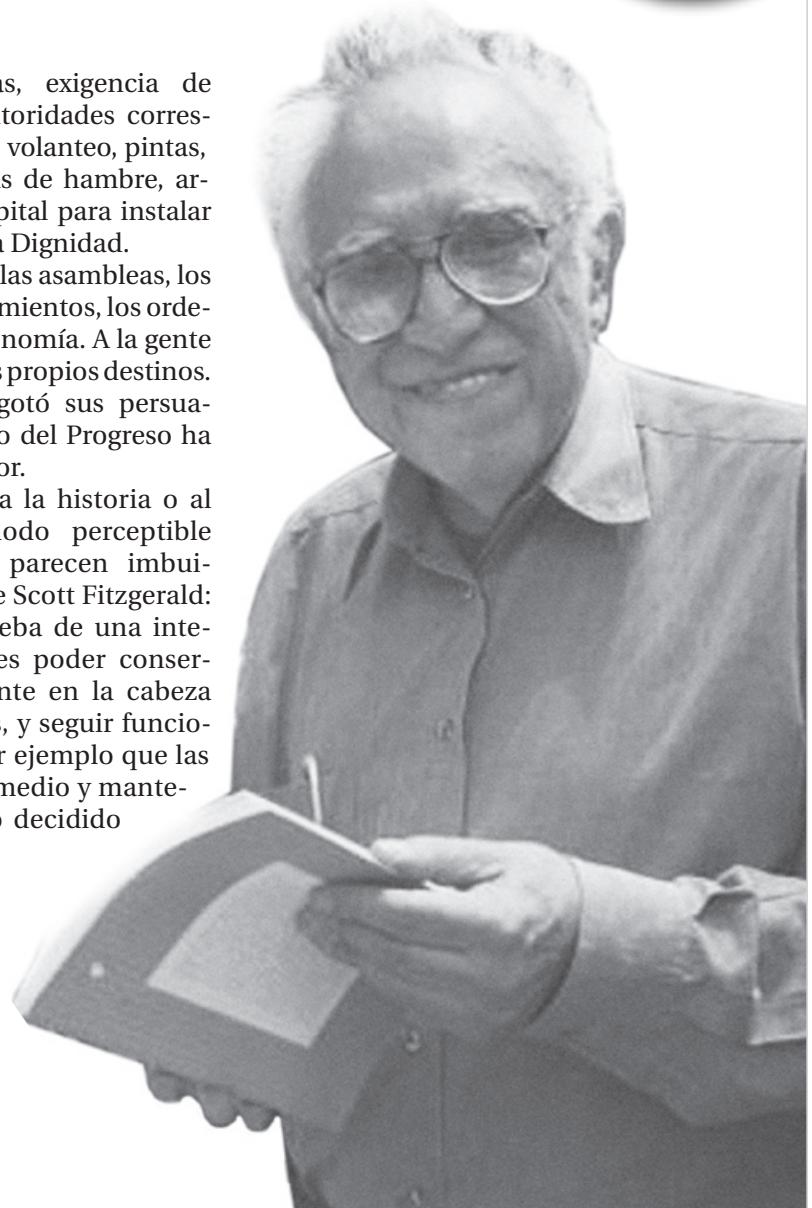 as, exigencia de
toridades corres-
volanteo, pintas,
s de hambre, ar-
pital para instalar
a Dignidad.
las asambleas, los
mientos, los orde-
nomía. A la gente
s propios destinos.
gotó sus persua-
o del Progreso ha
or.
a la historia o al
odo perceptible
parecen imbui-
e Scott Fitzgerald:
eba de una inte-
es poder conser-
nte en la cabeza
s, y seguir funcio-
r ejemplo que las
medio y mante-
o decidido